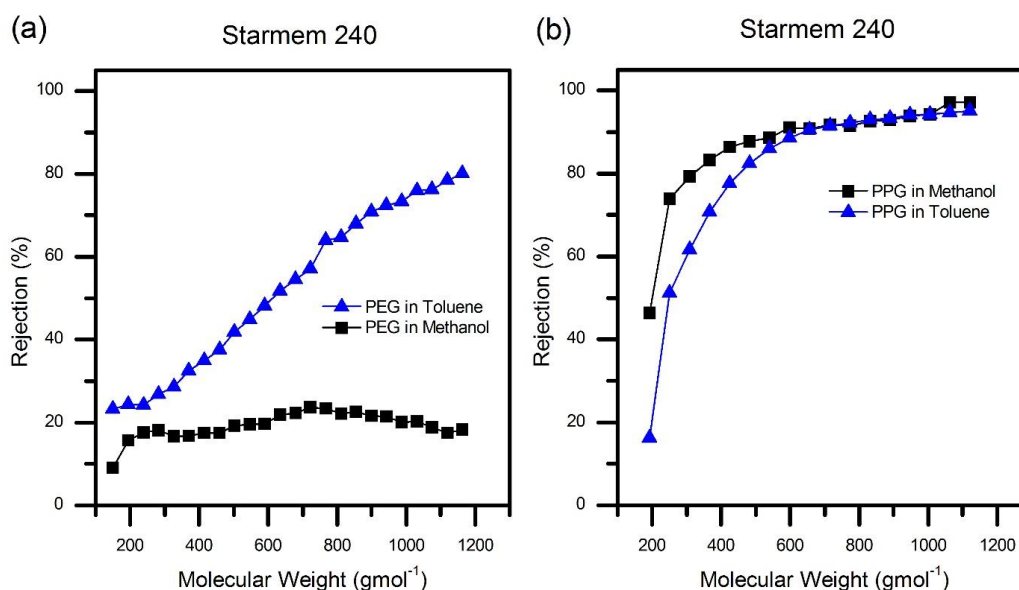 (a)
Starmem 240
100
80
60
40
20
0
Rejection (%)
PEG in Toluene
PEG in Methanol
200 400 600 800 1000 1200
Molecular Weight (gmol⁻¹)
(b)
Starmem 240
100
80
60
40
20
0
Rejection (%)
PPG in Methanol
PPG in Toluene
200 400 600 800 1000 1200
Molecular Weight (gmol⁻¹)